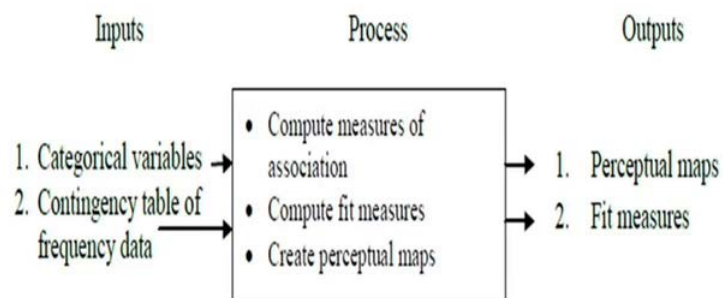 Inputs
Process
Outputs
1. Categorical variables
2. Contingency table of
frequency data
• Compute measures of
association
• Compute fit measures
• Create perceptual maps
1. Perceptual maps
2. Fit measures